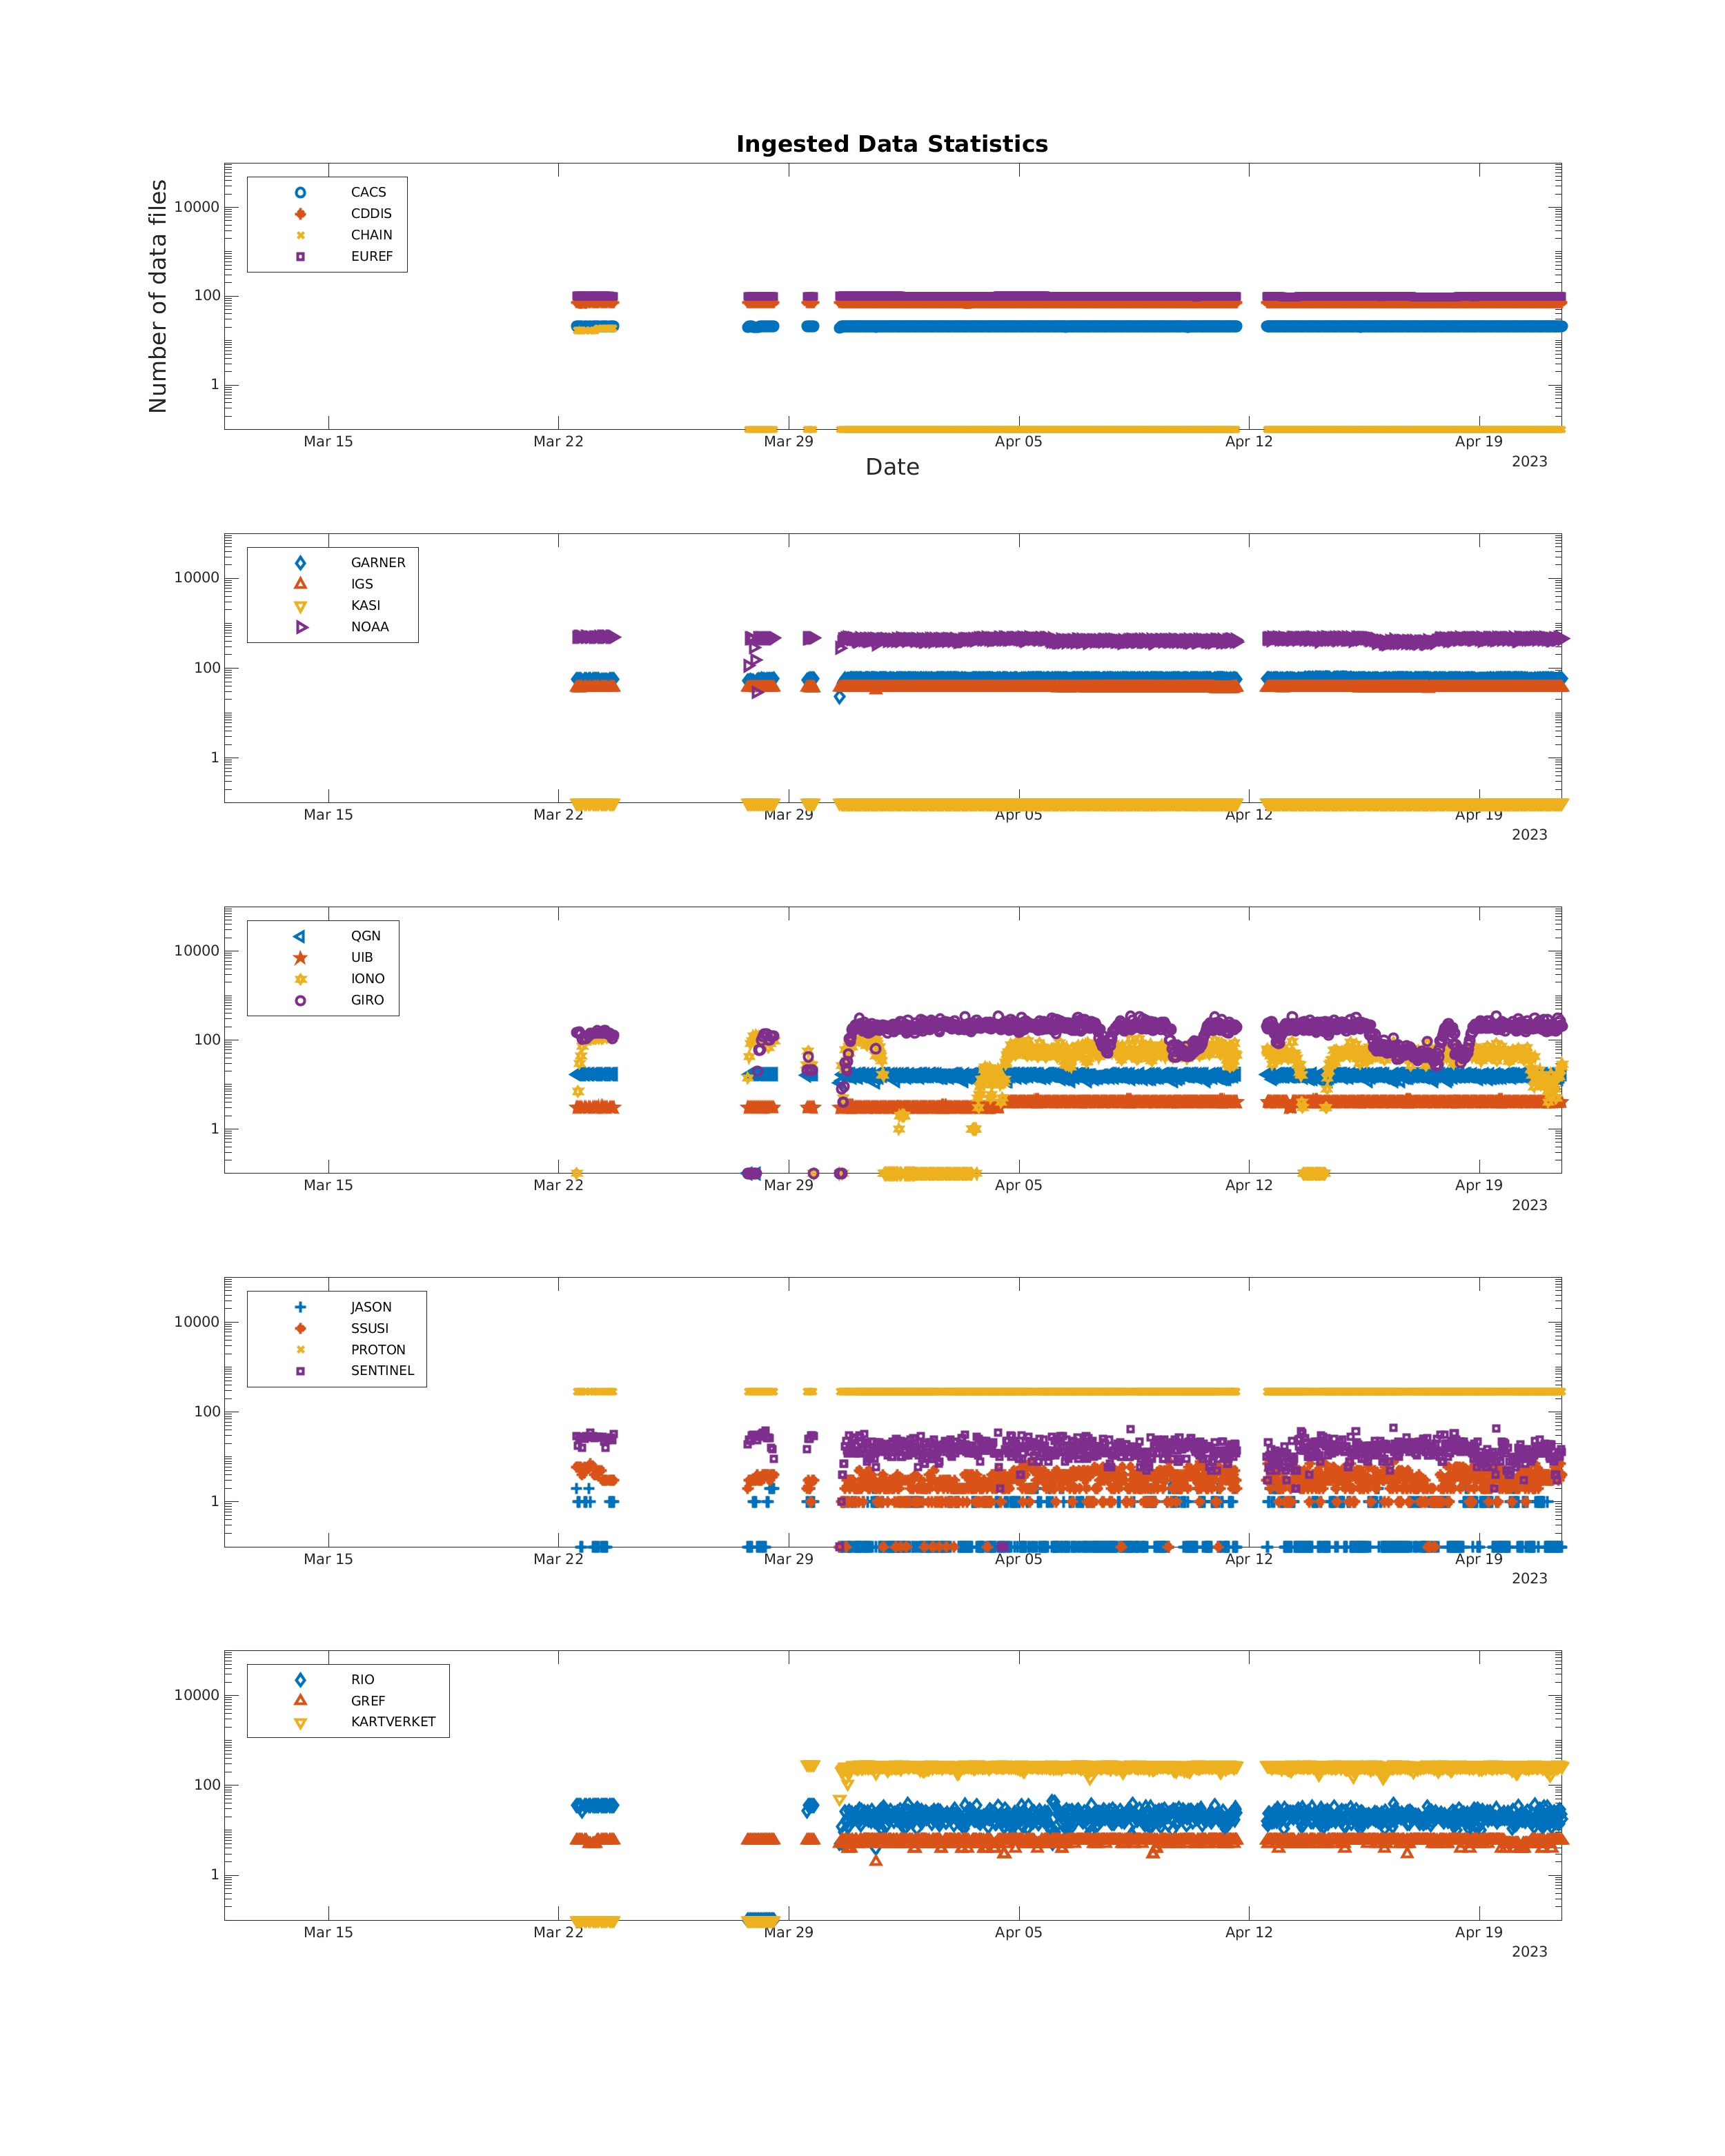 Ingested Data Statistics
Number of data files
CACS
CDDIS
CHAIN
EUREF
10000
100
1
Mar 15 Mar 22 Mar 29 Apr 05 Apr 12 Apr 19
2023
Date
GARNER
IGS
KASI
NOAA
10000
100
1
Mar 15 Mar 22 Mar 29 Apr 05 Apr 12 Apr 19
2023
QGN
UIB
IONO
GIRO
10000
100
1
Mar 15 Mar 22 Mar 29 Apr 05 Apr 12 Apr 19
2023
JASON
SSUSI
PROTON
SENTINEL
10000
100
1
Mar 15 Mar 22 Mar 29 Apr 05 Apr 12 Apr 19
2023
RIO
GREF
KARTVERKET
10000
100
1
Mar 15 Mar 22 Mar 29 Apr 05 Apr 12 Apr 19
2023